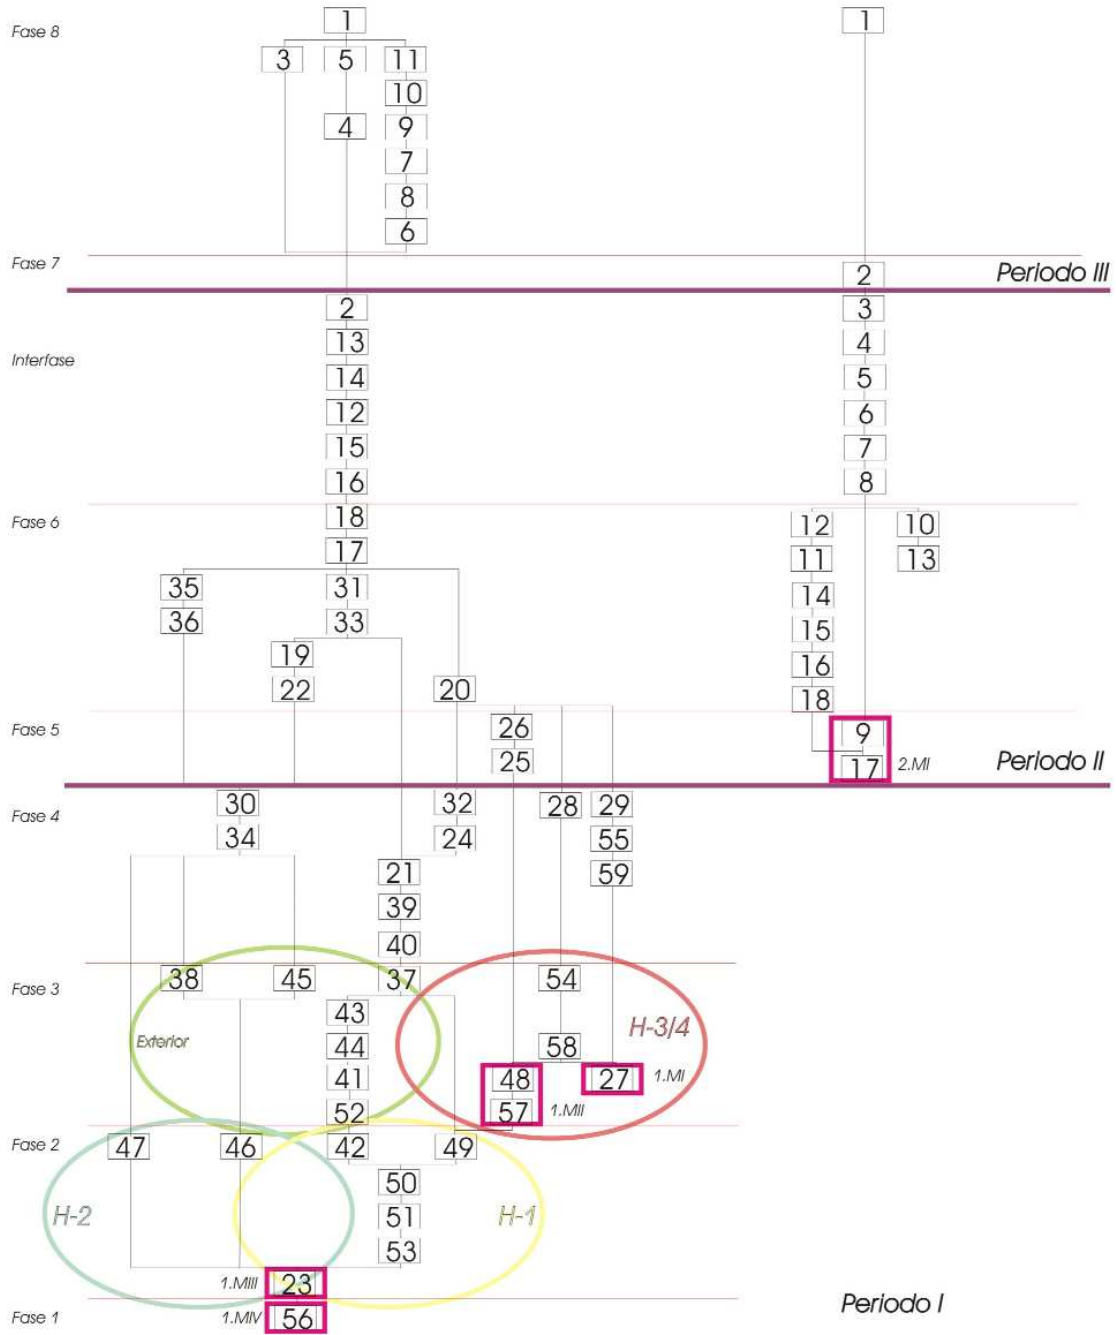 Fase 8 1 1
3 5 11
10
4 9
7
8
6
Fase 7
2 Periodo III
2 3
13 4
Interfase
14 5
12 6
15 7
16 8
Fase 6 18 12 10
17 11 13
35 31 14
36 33 15
19 16
22 20 18
Fase 5 26 9
25 17 2.MI Periodo II
Fase 4 30 32 28 29
34 24 55
21 59
39
40
Fase 3 38 45 37 54
43
Exterior 44 58 H-3/4
41 48 27 1.MI
52 57 1.MII
Fase 2 47 46 42 49
50
H-2 51 H-1
53
1.MIII 23
Fase 1 1.MIV 56 Periodo I